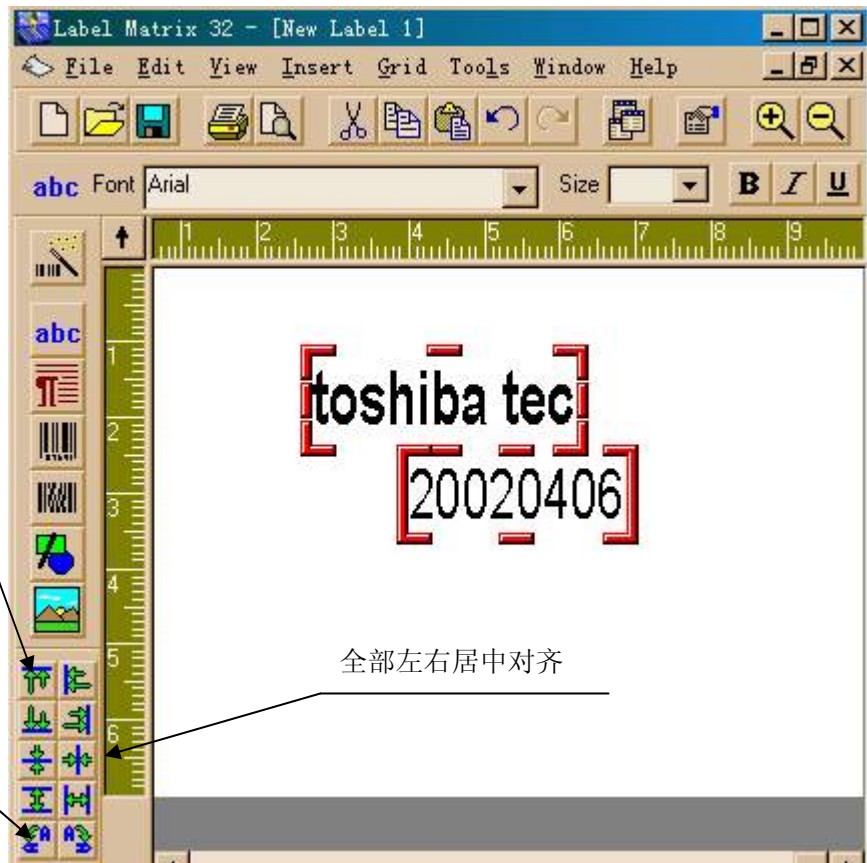 Label Matrix 32 - [New Label 1]
File Edit View Insert Grid Tools Window Help
abc Font Arial Size B I U
1 2 3 4 5 6 7 8 9
abc
1
toshiba tec
2
20020406
3
4
5
全部左右居中对齐
6